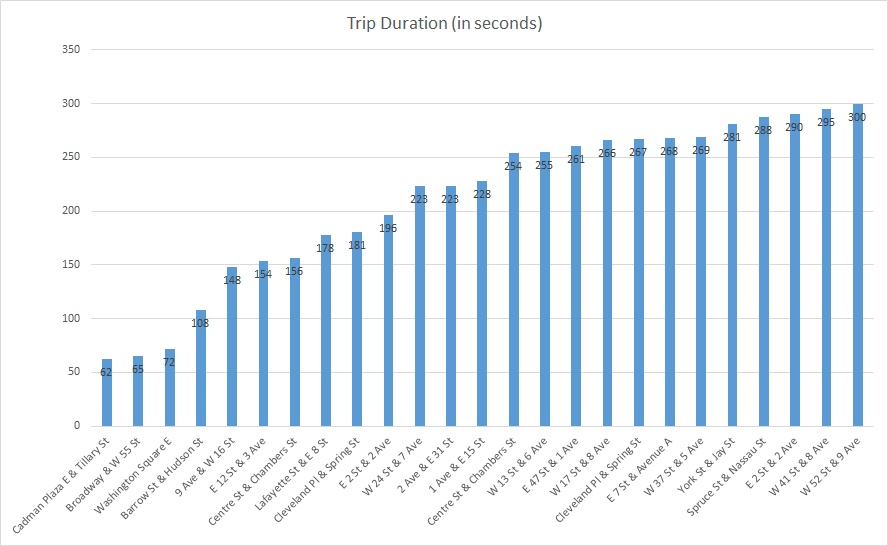 Trip Duration (in seconds)
350
300
250
200
150
100
50
0
62
65
72
108
148
154
156
178
181
196
223
223
228
254
255
261
266
267
268
269
281
288
290
295
300
Cadman Plaza E & Tillary St
Broadway & W 55 St
Washington Square E
Barrow St & Hudson St
9 Ave & W 16 St
E 12 St & 3 Ave
Centre St & Chambers St
Lafayette St & E 8 St
Cleveland Pl & Spring St
E 2 St & 2 Ave
W 24 St & 7 Ave
2 Ave & E 31 St
1 Ave & E 15 St
Centre St & Chambers St
W 13 St & 6 Ave
E 47 St & 1 Ave
W 17 St & 8 Ave
Cleveland Pl & Spring St
E 7 St & Avenue A
W 37 St & 5 Ave
York St & Jay St
Spruce St & Nassau St
E 2 St & 2 Ave
W 41 St & 8 Ave
W 52 St & 9 Ave